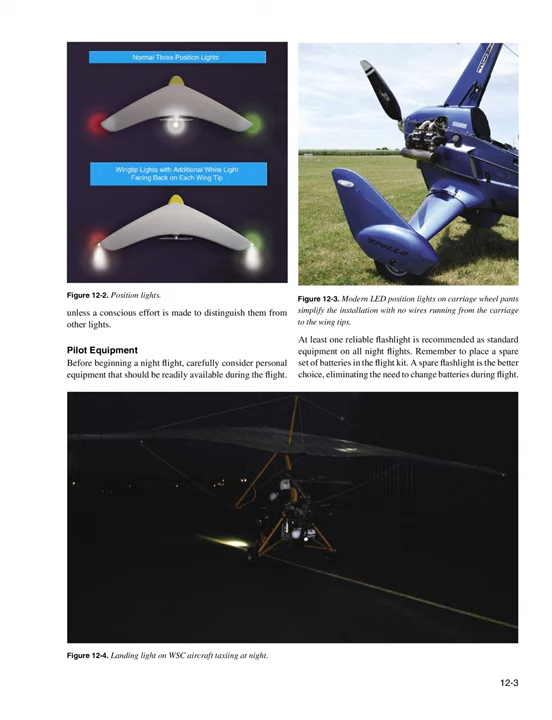 Normal Three Position Lights
Wingtip Lights with Additional White Light
Facing Back on Each Wing Tip
Figure 12-2. Position lights.
unless a conscious effort is made to distinguish them from
other lights.
Pilot Equipment
Before beginning a night flight, carefully consider personal
equipment that should be readily available during the flight.
APOLLO
Figure 12-3. Modern LED position lights on carriage wheel pants
simplify the installation with no wires running from the carriage
to the wing tips.
At least one reliable flashlight is recommended as standard
equipment on all night flights. Remember to place a spare
set of batteries in the flight kit. A spare flashlight is the better
choice, eliminating the need to change batteries during flight.
Figure 12-4. Landing light on WSC aircraft taxiing at night.
12-3